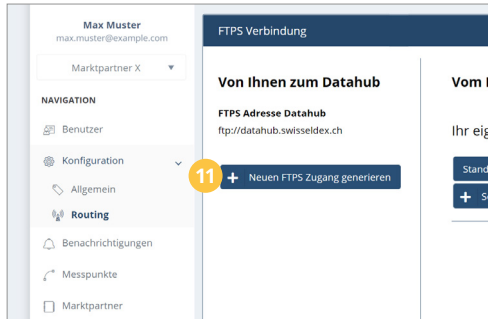 Max Muster
max.muster@example.com
Marktpartner X
NAVIGATION
Benutzer
Konfiguration
Allgemein
Routing
Benachrichtigungen
Messpunkte
Marktpartner
FTPS Verbindung
Von Ihnen zum Datahub
FTPS Adresse Datahub
ftp://datahub.swisseldex.ch
11
+ Neuen FTPS Zugang generieren
Vom
Ihr
Stand
+